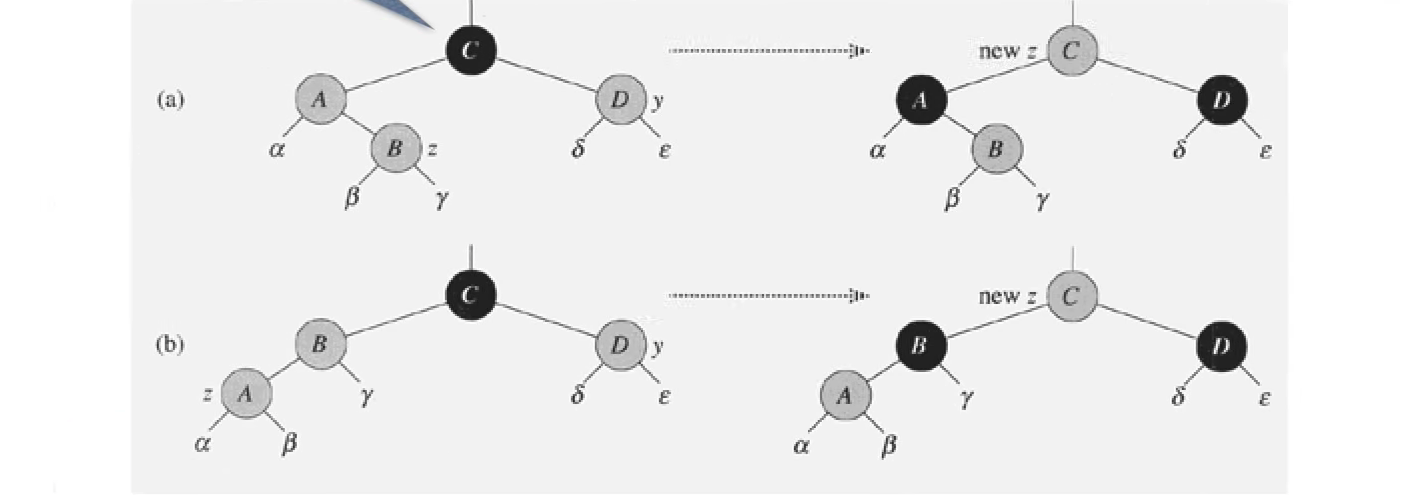 C new z C
(a) A D y A D
α B z δ ε α B δ ε
β γ β γ
C new z C
(b) B D y B D
z A γ δ ε A γ δ ε
α β α β